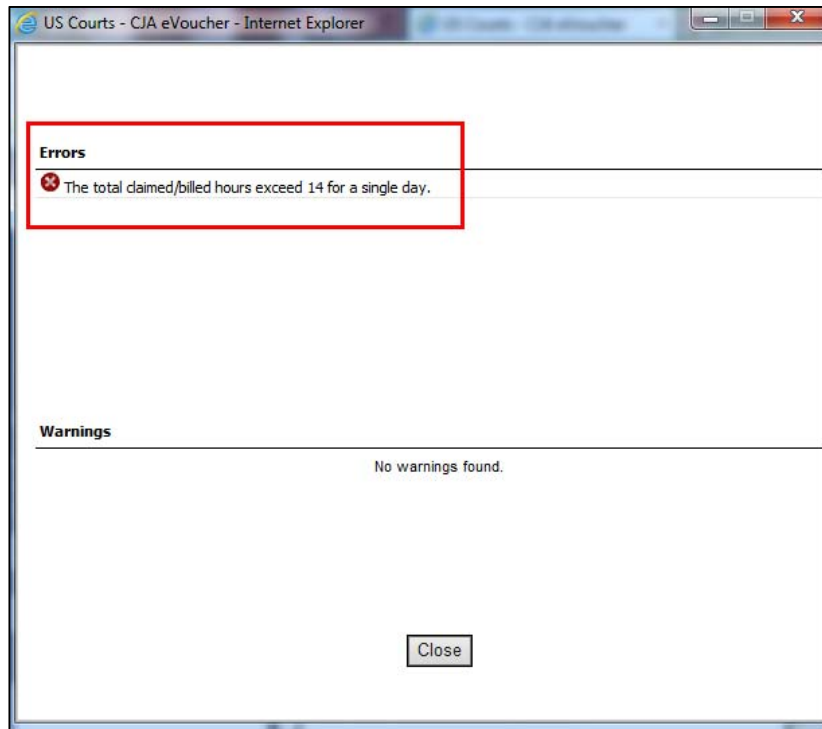 US Courts - CJA eVoucher - Internet Explorer
Errors
The total claimed/billed hours exceed 14 for a single day.
Warnings
No warnings found.
Close